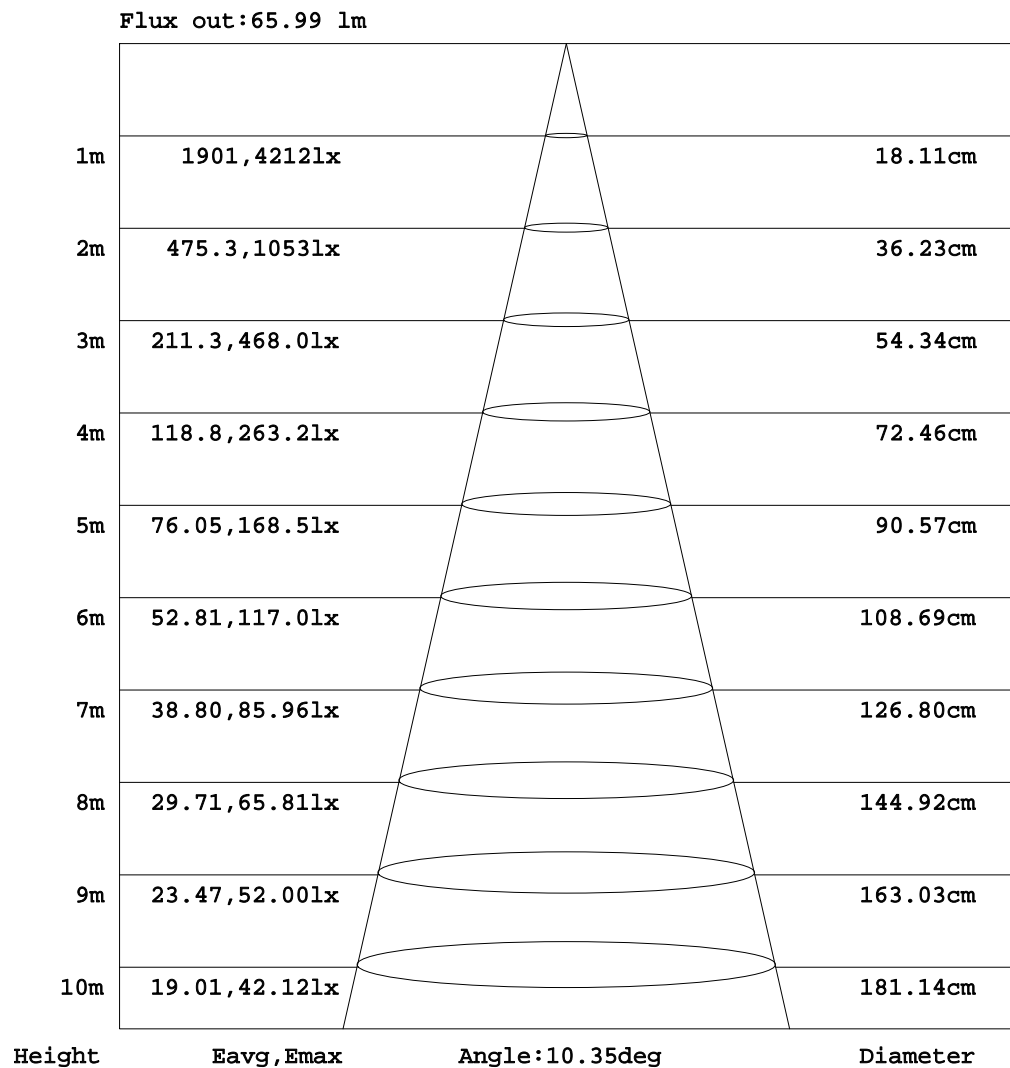 Flux out:65.99 lm
1m 1901,4212lx 18.11cm
2m 475.3,1053lx 36.23cm
3m 211.3,468.0lx 54.34cm
4m 118.8,263.2lx 72.46cm
5m 76.05,168.5lx 90.57cm
6m 52.81,117.0lx 108.69cm
7m 38.80,85.96lx 126.80cm
8m 29.71,65.81lx 144.92cm
9m 23.47,52.00lx 163.03cm
10m 19.01,42.12lx 181.14cm
Height Eavg,Emax Angle:10.35deg Diameter